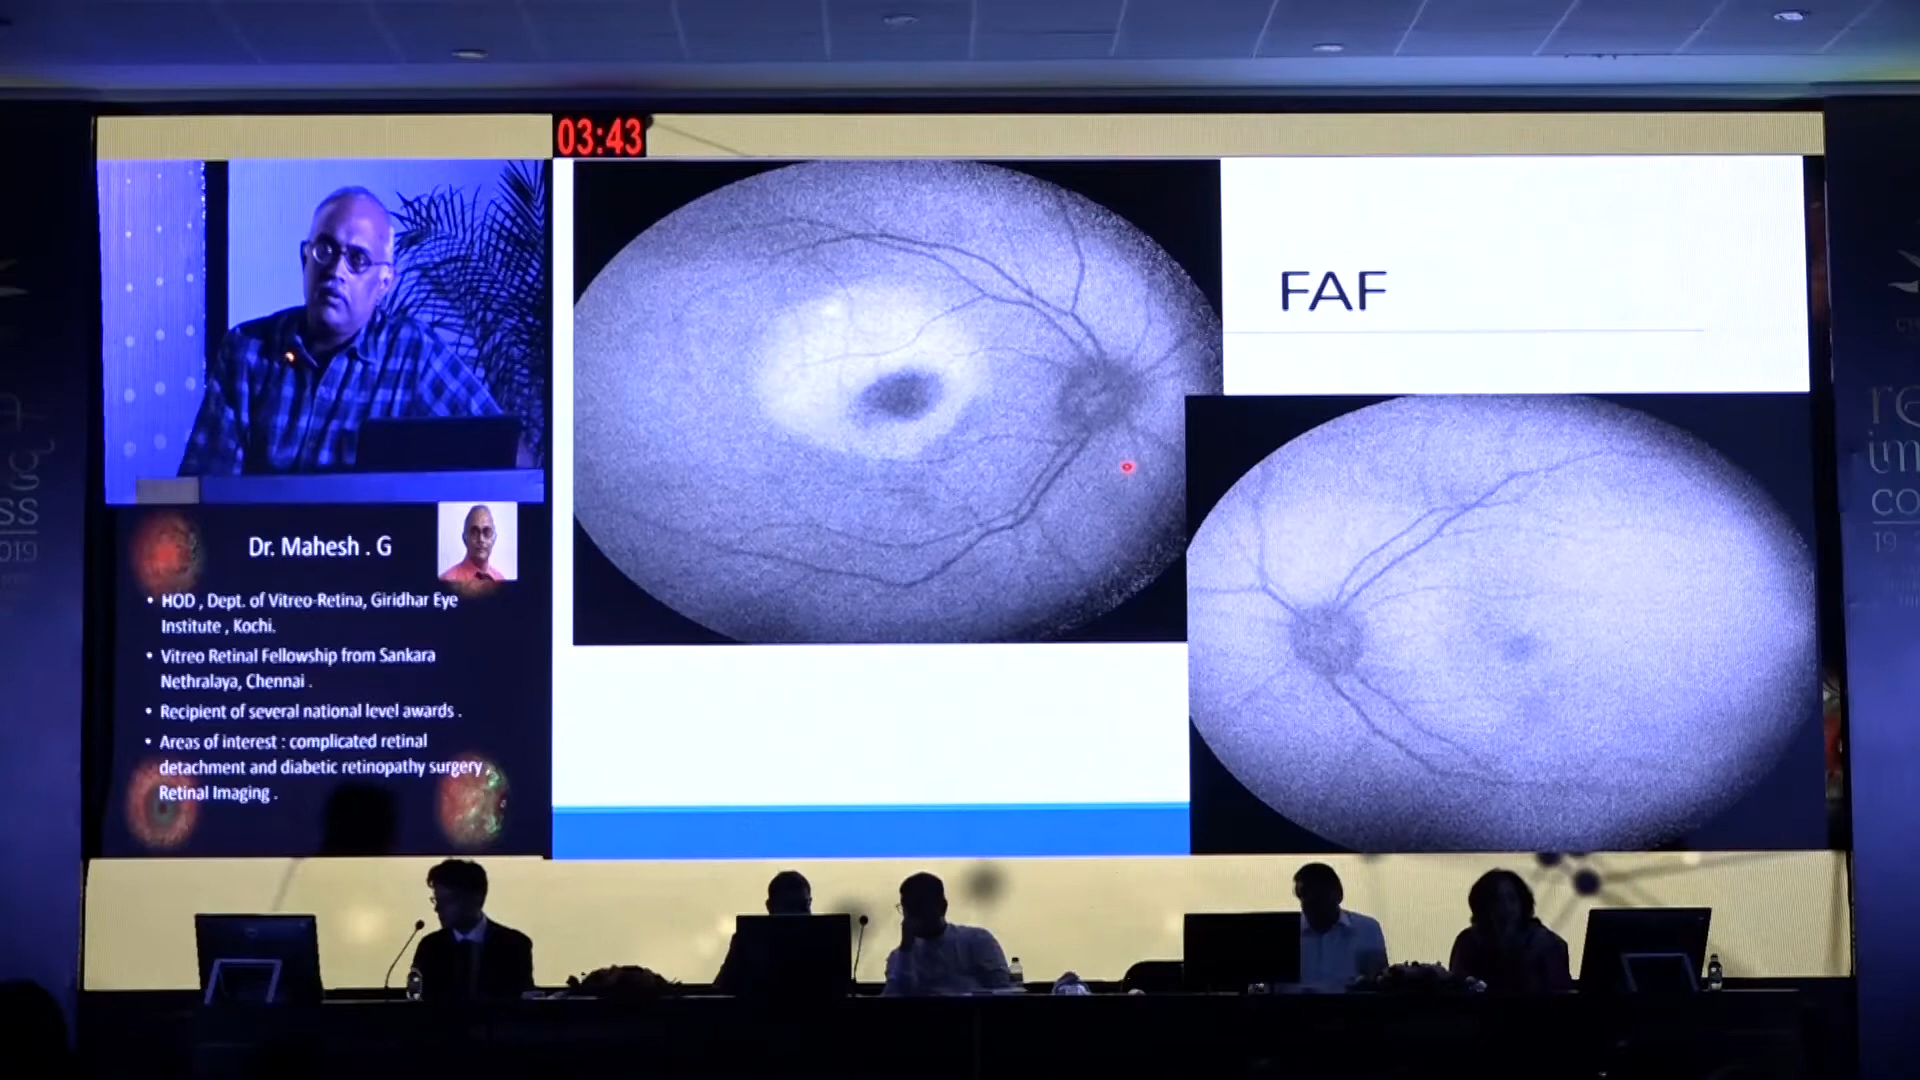 03:43
FAF
Dr. Mahesh . G
• HOD , Dept. of Vitreo-Retina, Giridhar Eye
Institute , Kochi.
• Vitreo Retinal Fellowship from Sankara
Nethralaya, Chennai .
• Recipient of several national level awards .
• Areas of interest : complicated retinal
detachment and diabetic retinopathy surgery ,
Retinal Imaging .